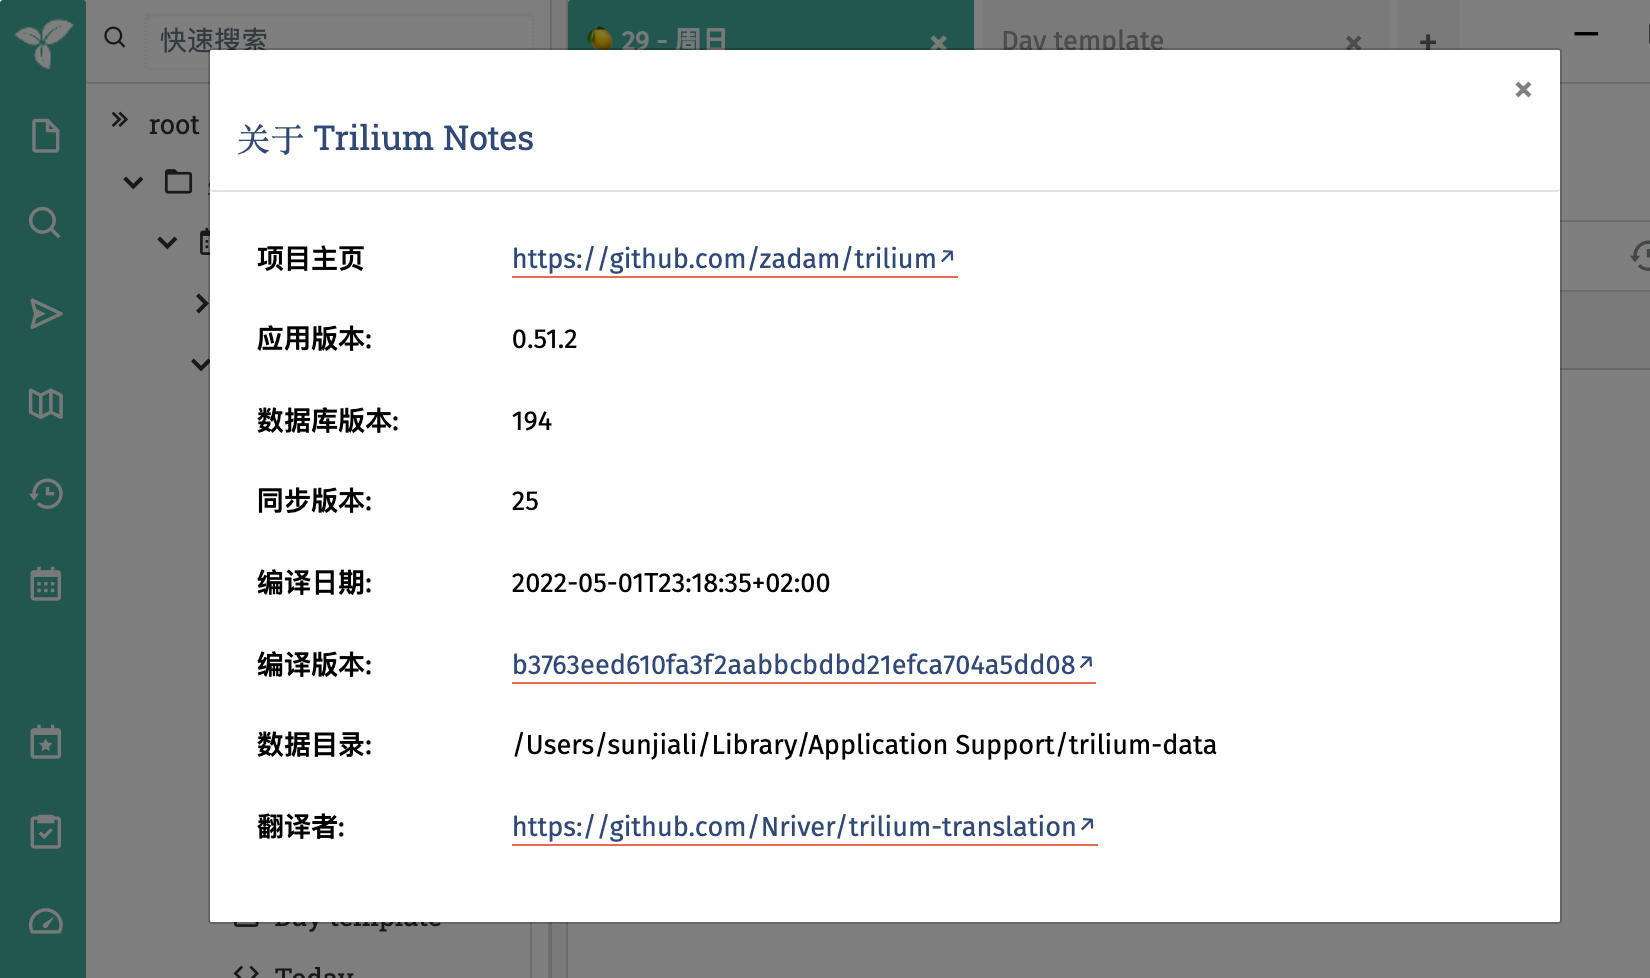 快速搜索
29 - 周日
Day template
root
关于 Trilium Notes
项目主页 https://github.com/zadam/trilium
应用版本: 0.51.2
数据库版本: 194
同步版本: 25
编译日期: 2022-05-01T23:18:35+02:00
编译版本: b3763eed610fa3f2aabbcbdbd21efca704a5dd08
数据目录: /Users/sunjiali/Library/Application Support/trilium-data
翻译者: https://github.com/Nriver/trilium-translation
Day template
Today